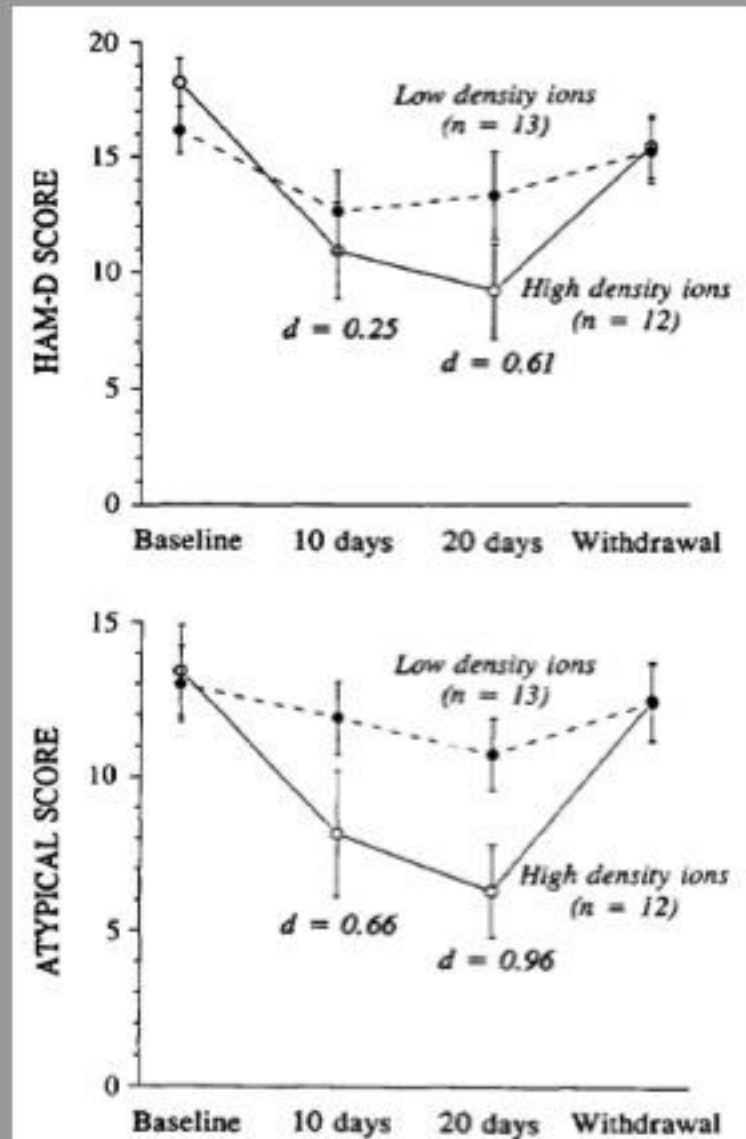 20
15
10
5
0
HAM-D SCORE
Low density ions
(n = 13)
High density ions
(n = 12)
d = 0.25
d = 0.61
Baseline 10 days 20 days Withdrawal
15
10
5
0
ATYPICAL SCORE
Low density ions
(n = 13)
High density ions
(n = 12)
d = 0.66
d = 0.96
Baseline 10 days 20 days Withdrawal